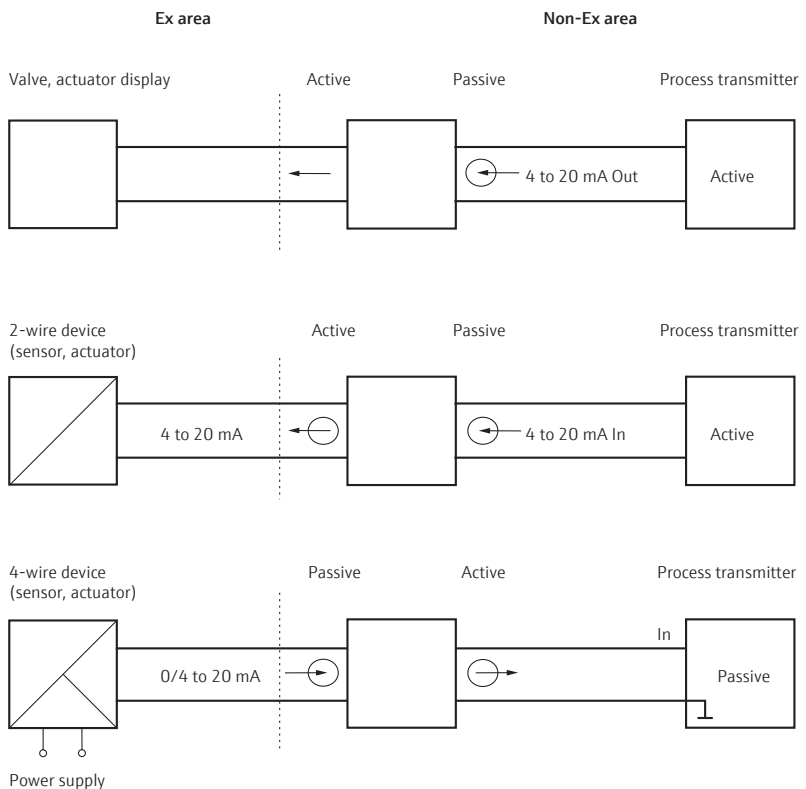 Ex area
Non-Ex area
Valve, actuator display
Active
Passive
Process transmitter
4 to 20 mA Out
Active
2-wire device
(sensor, actuator)
Active
Passive
Process transmitter
4 to 20 mA
4 to 20 mA In
Active
4-wire device
(sensor, actuator)
Passive
Active
Process transmitter
In
0/4 to 20 mA
Passive
Power supply